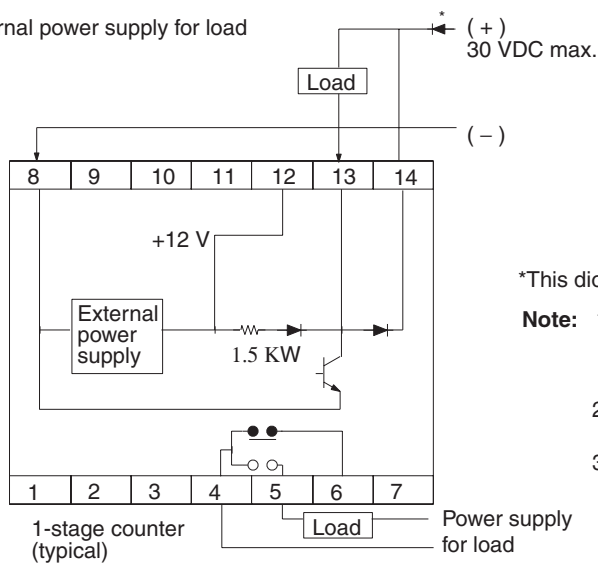 power supply for load
*
( + )
30 VDC max.
Load
( − )
8 9 10 11 12 13 14
+12 V
External
power
supply
1.5 KW
*This
Note:
2
3
1 2 3 4 5 6 7
1-stage counter
(typical)
Load
Power supply
for load